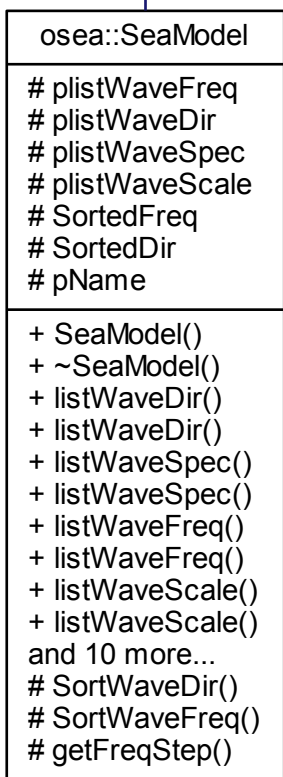 osea::SeaModel
# plistWaveFreq
# plistWaveDir
# plistWaveSpec
# plistWaveScale
# SortedFreq
# SortedDir
# pName
+ SeaModel()
+ ~SeaModel()
+ listWaveDir()
+ listWaveDir()
+ listWaveSpec()
+ listWaveSpec()
+ listWaveFreq()
+ listWaveFreq()
+ listWaveScale()
+ listWaveScale()
and 10 more...
# SortWaveDir()
# SortWaveFreq()
# getFreqStep()